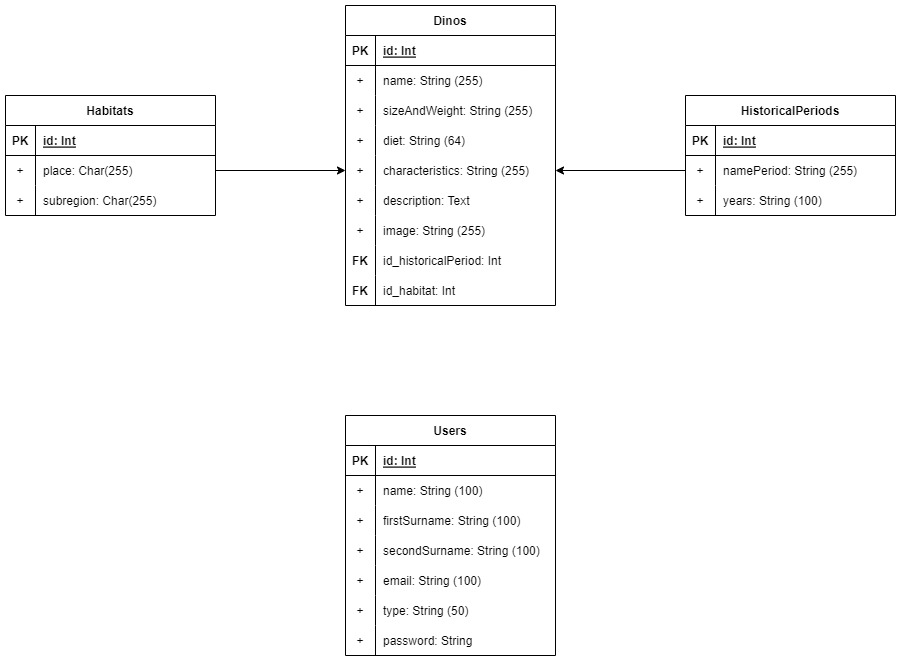 Dinos
PK id: Int
+ name: String (255)
+ sizeAndWeight: String (255)
+ diet: String (64)
+ characteristics: String (255)
+ description: Text
+ image: String (255)
FK id_historicalPeriod: Int
FK id_habitat: Int
Habitats
PK id: Int
+ place: Char(255)
+ subregion: Char(255)
HistoricalPeriods
PK id: Int
+ namePeriod: String (255)
+ years: String (100)
Users
PK id: Int
+ name: String (100)
+ firstSurname: String (100)
+ secondSurname: String (100)
+ email: String (100)
+ type: String (50)
+ password: String